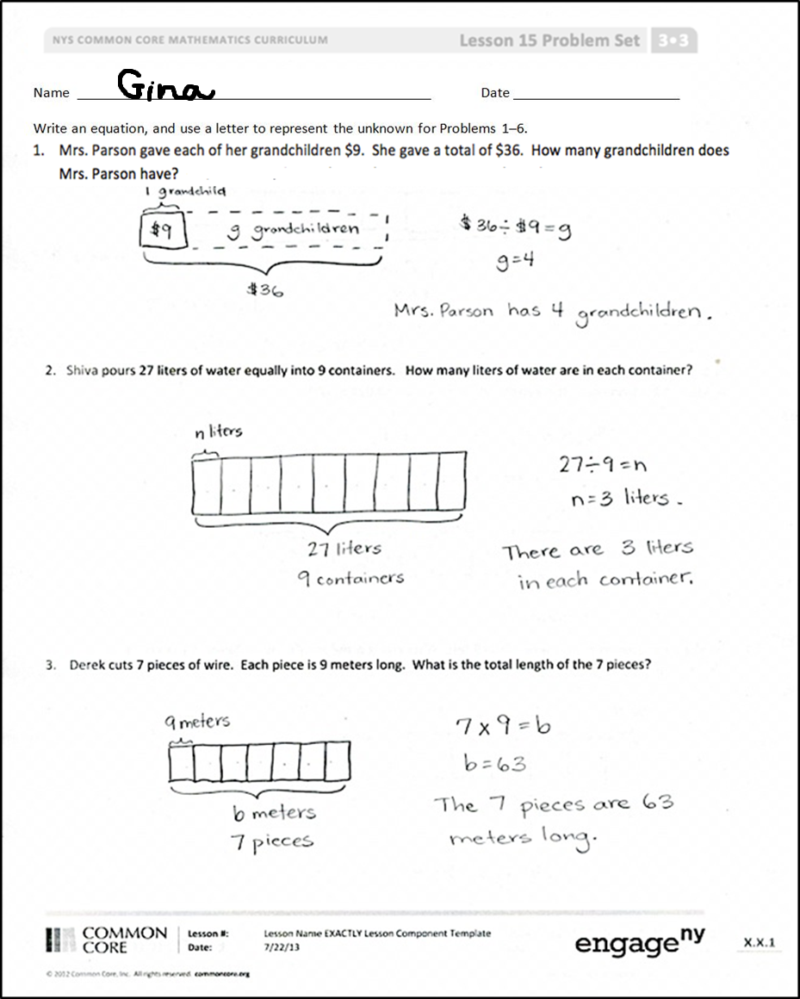 NYS COMMON CORE MATHEMATICS CURRICULUM Lesson 15 Problem Set 3•3
Name Gina Date
Write an equation, and use a letter to represent the unknown for Problems 1–6.
1. Mrs. Parson gave each of her grandchildren $9. She gave a total of $36. How many grandchildren does
Mrs. Parson have?
1 grandchild
$9 g grandchildren
$36
$36 ÷ $9 = g
g = 4
Mrs. Parson has 4 grandchildren.
2. Shiva pours 27 liters of water equally into 9 containers. How many liters of water are in each container?
n liters
27 liters
9 containers
27 ÷ 9 = n
n = 3 liters.
There are 3 liters
in each container.
3. Derek cuts 7 pieces of wire. Each piece is 9 meters long. What is the total length of the 7 pieces?
9 meters
b meters
7 pieces
7 x 9 = b
b = 63
The 7 pieces are 63
meters long.
COMMON
CORE
Lesson #: Lesson Name EXACTLY Lesson Component Template
Date: 7/22/13
engageny
X.X.1
© 2012 Common Core, Inc. All rights reserved. commoncore.org